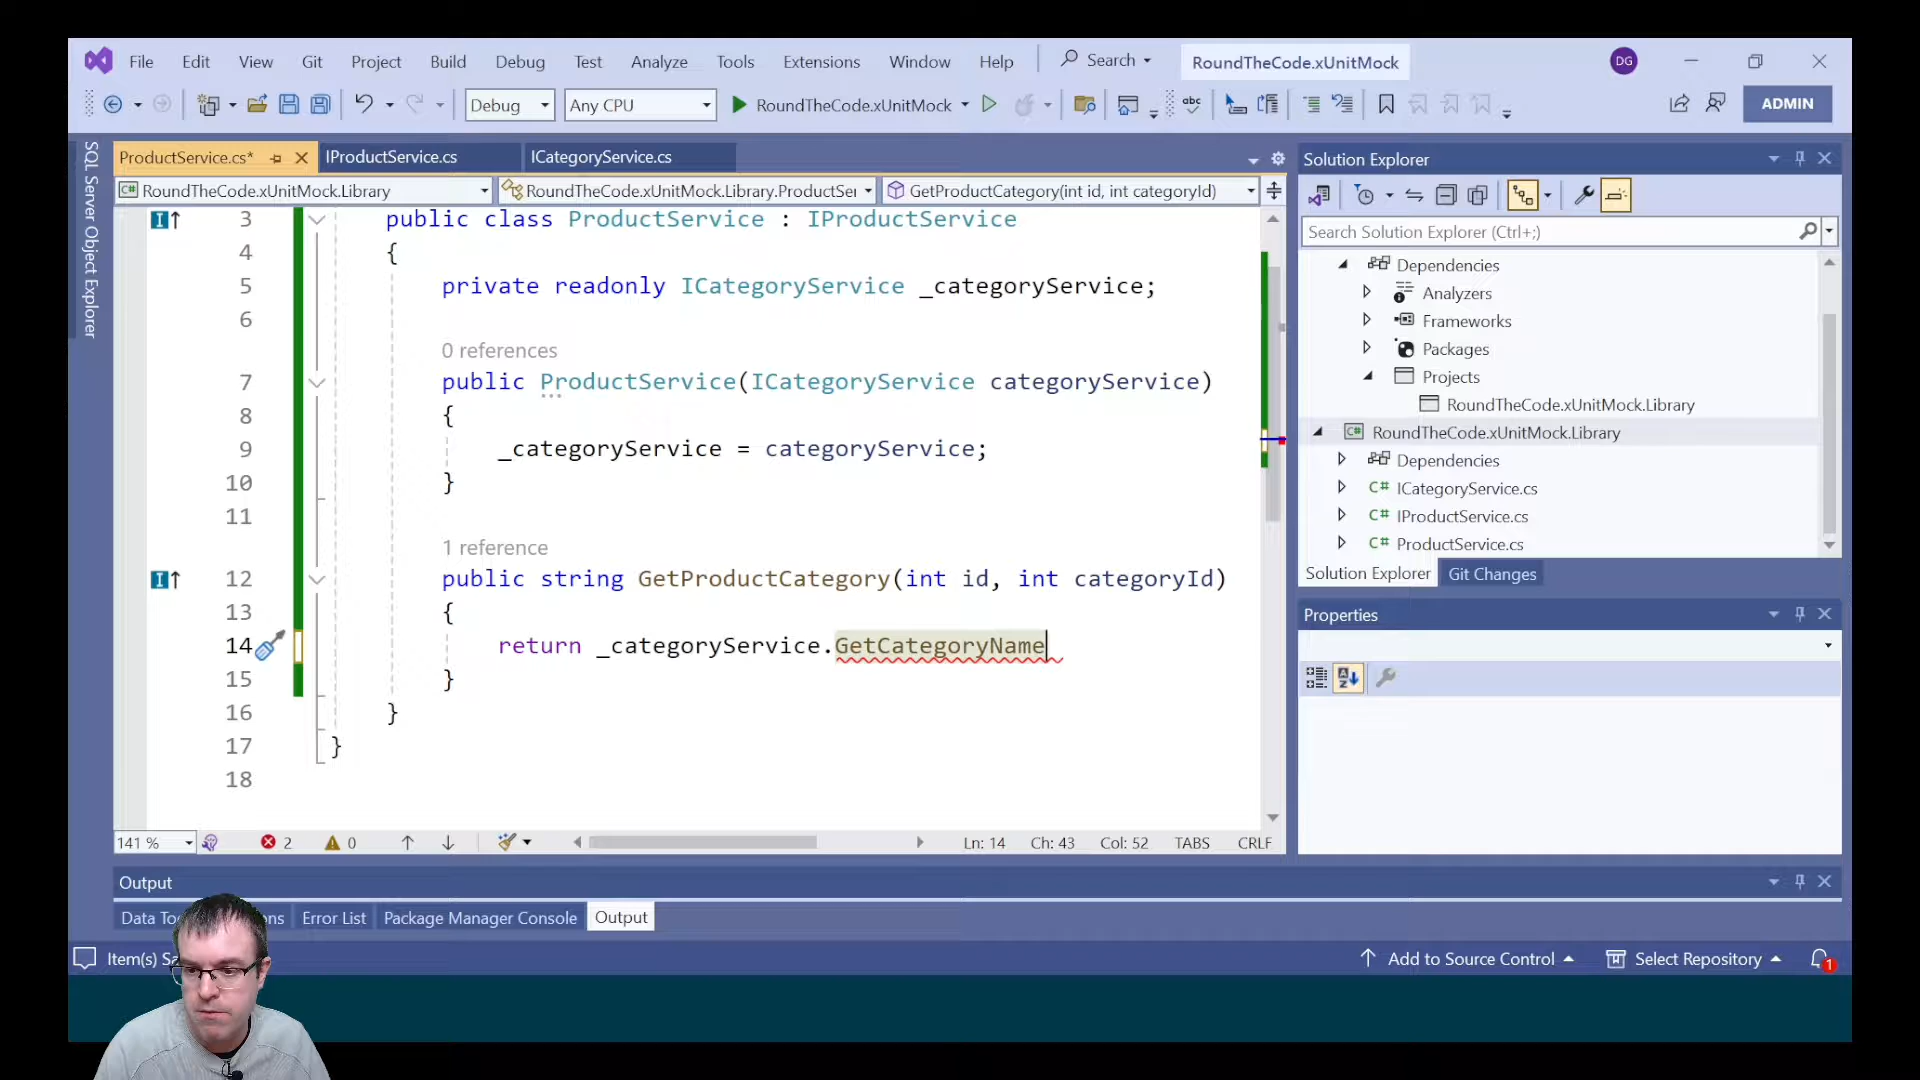 File Edit View Git Project Build Debug Test Analyze Tools Extensions Window Help Search RoundTheCode.xUnitMock DG
Debug Any CPU RoundTheCode.xUnitMock abc ADMIN
SQL Server Object Explorer
ProductService.cs* IProductService.cs ICategoryService.cs
RoundTheCode.xUnitMock.Library RoundTheCode.xUnitMock.Library.ProductSer GetProductCategory(int id, int categoryId)
3 public class ProductService : IProductService
4 {
5 private readonly ICategoryService _categoryService;
6
0 references
7 public ProductService(ICategoryService categoryService)
8 {
9 _categoryService = categoryService;
10 }
11
1 reference
12 public string GetProductCategory(int id, int categoryId)
13 {
14 return _categoryService.GetCategoryName
15 }
16 }
17 }
18
141 % 2 0 Ln: 14 Ch: 43 Col: 52 TABS CRLF
Solution Explorer
Search Solution Explorer (Ctrl+;)
Dependencies
Analyzers
Frameworks
Packages
Projects
RoundTheCode.xUnitMock.Library
C# RoundTheCode.xUnitMock.Library
Dependencies
C# ICategoryService.cs
C# IProductService.cs
C# ProductService.cs
Solution Explorer Git Changes
Properties
Output
Data To ns Error List Package Manager Console Output
Item(s) Sa Add to Source Control Select Repository 1